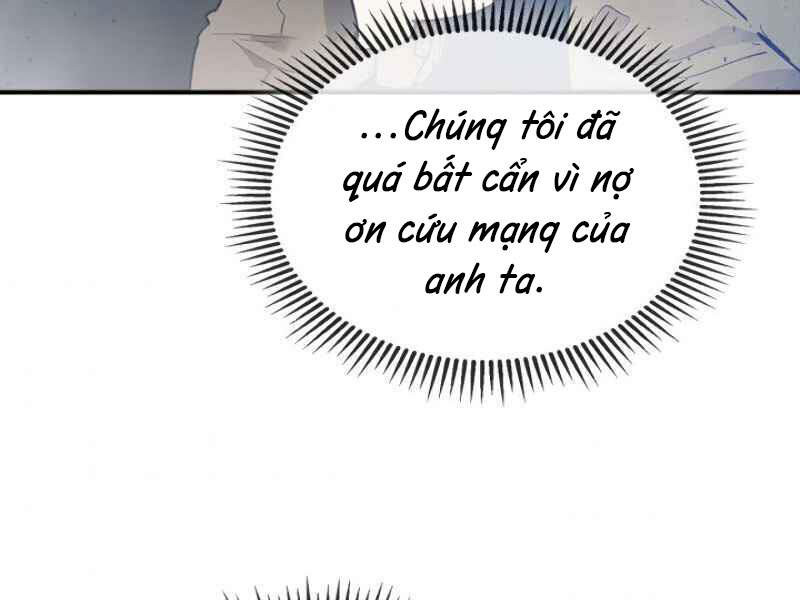 ...Chúng tôi đã
quá bất cẩn vì nợ
ơn cứu mạng của
anh ta.